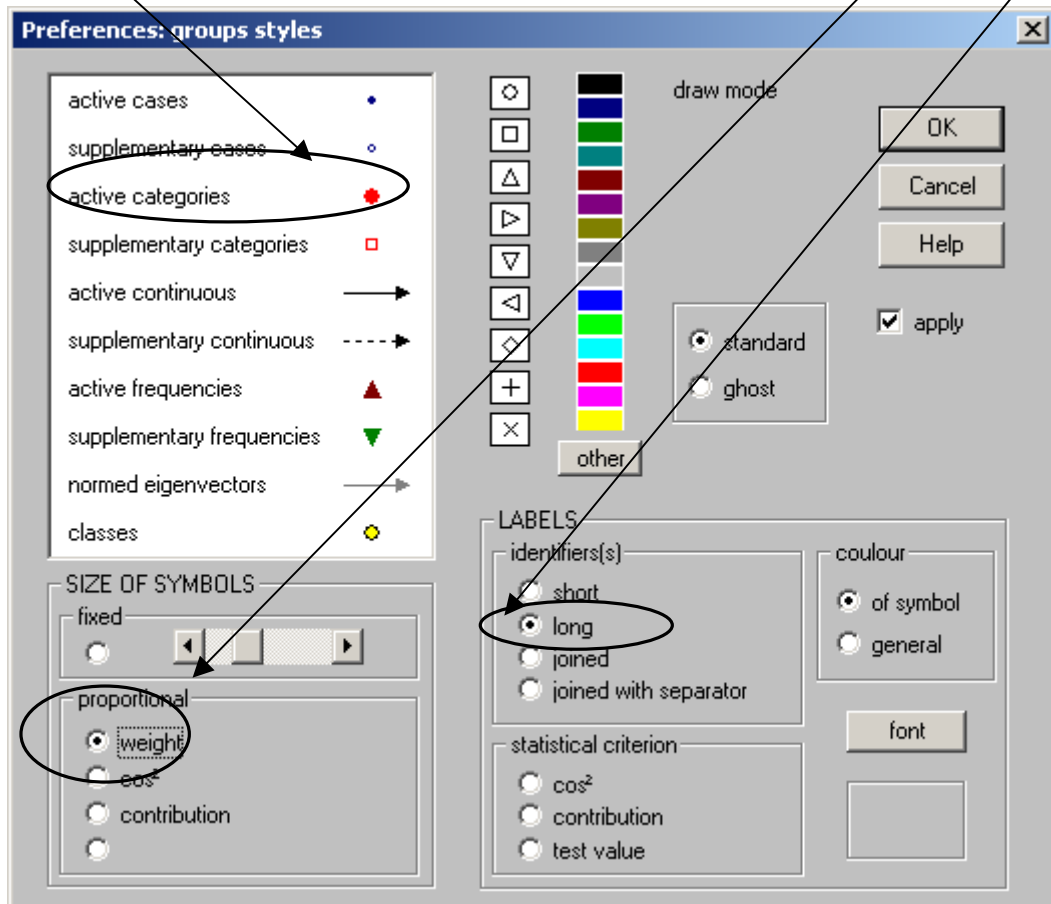 Preferences: groups styles
active cases
supplementary cases
active categories
supplementary categories
active continuous
supplementary continuous
active frequencies
supplementary frequencies
normed eigenvectors
classes
other
draw mode
standard
ghost
OK
Cancel
Help
apply
SIZE OF SYMBOLS
fixed
proportional
weight
cos²
contribution
LABELS
identifiers(s)
short
long
joined
joined with separator
statistical criterion
cos²
contribution
test value
coulour
of symbol
general
font